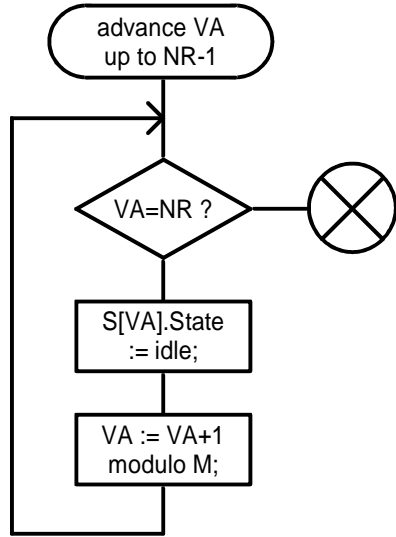 advance VA
up to NR-1
VA=NR ?
S[VA].State
:= idle;
VA := VA+1
modulo M;